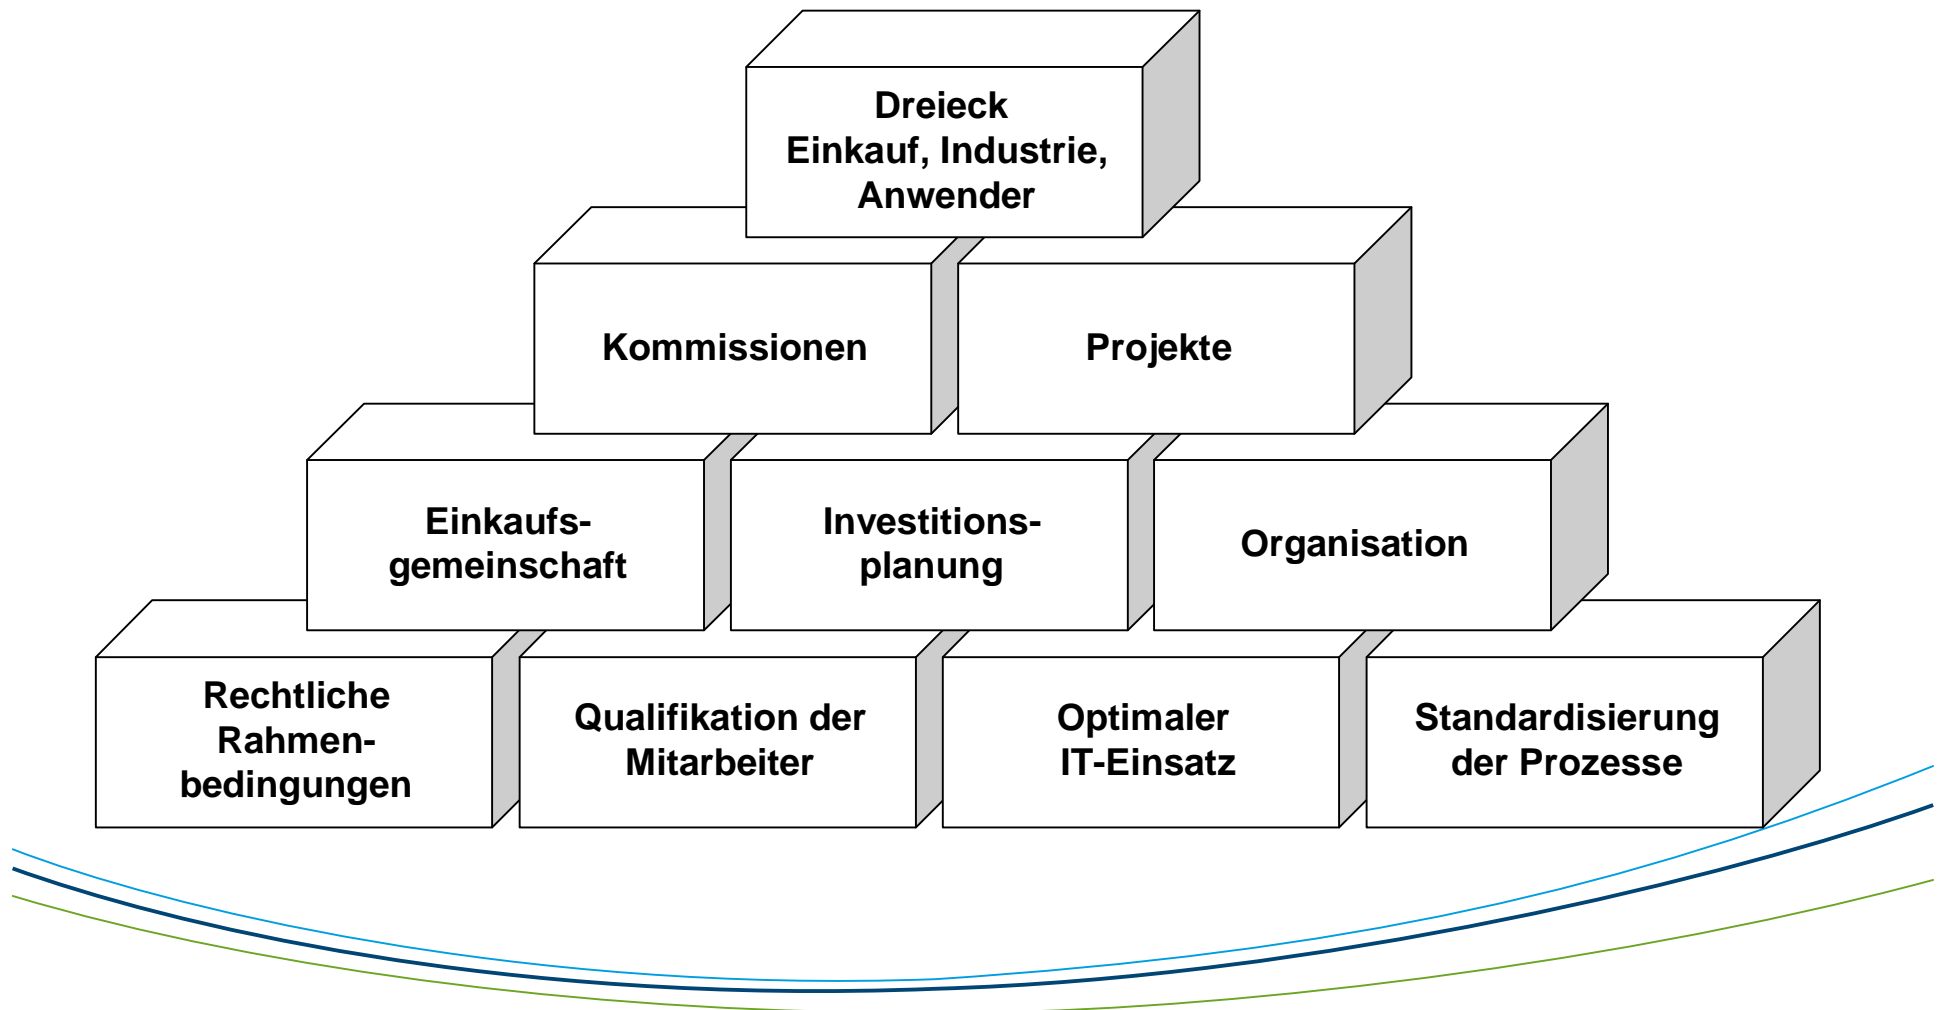 Dreieck
Einkauf, Industrie,
Anwender
Kommissionen
Projekte
Einkaufs-
gemeinschaft
Investitions-
planung
Organisation
Rechtliche
Rahmen-
bedingungen
Qualifikation der
Mitarbeiter
Optimaler
IT-Einsatz
Standardisierung
der Prozesse